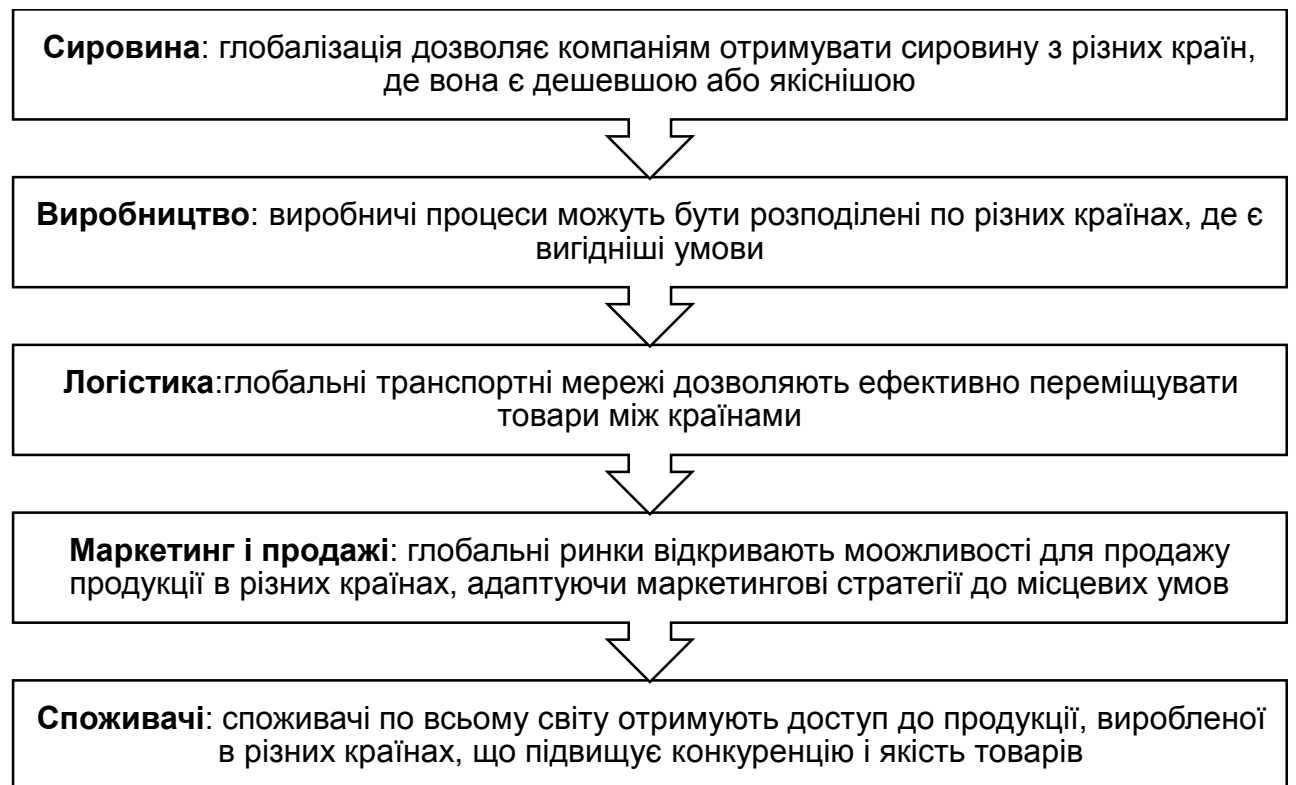 Сировина: глобалізація дозволяє компаніям отримувати сировину з різних країн,
де вона є дешевшою або якіснішою
Виробництво: виробничі процеси можуть бути розподілені по різних країнах, де є
вигідніші умови
Логістика:глобальні транспортні мережі дозволяють ефективно переміщувати
товари між країнами
Маркетинг і продажі: глобальні ринки відкривають моожливості для продажу
продукції в різних країнах, адаптуючи маркетингові стратегії до місцевих умов
Споживачі: споживачі по всьому світу отримують доступ до продукції, виробленої
в різних країнах, що підвищує конкуренцію і якість товарів